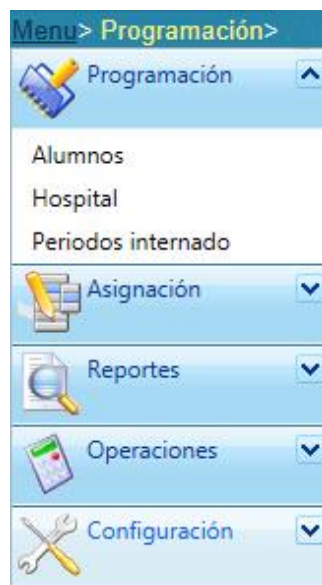 Menu> Programación>
Programación
Alumnos
Hospital
Periodos internado
Asignación
Reportes
Operaciones
Configuración